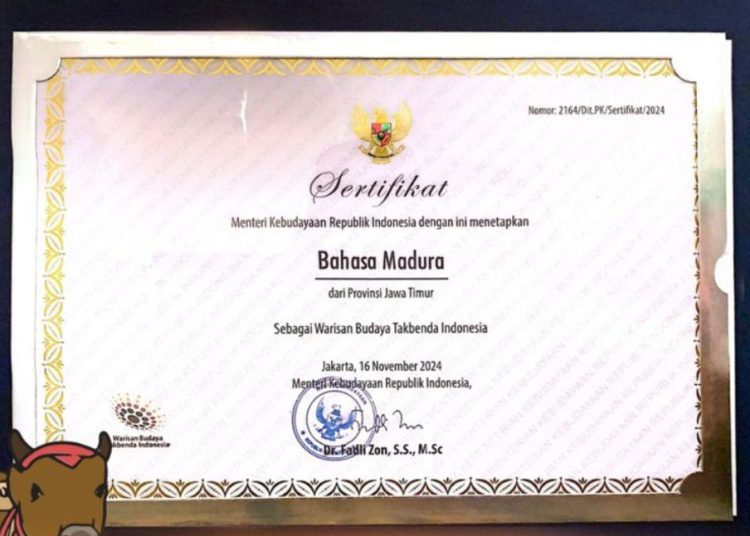 Nomor: 2164/Dit.PK/Sertifikat/2024
Sertifikat
Menteri Kebudayaan Republik Indonesia dengan ini menetapkan
Bahasa Madura
dari Provinsi Jawa Timur
Sebagai Warisan Budaya Takbenda Indonesia
Jakarta, 16 November 2024
Menteri Kebudayaan Republik Indonesia,
Dr. Fadli Zon, S.S., M.Sc
Warisan Budaya
Indonesia